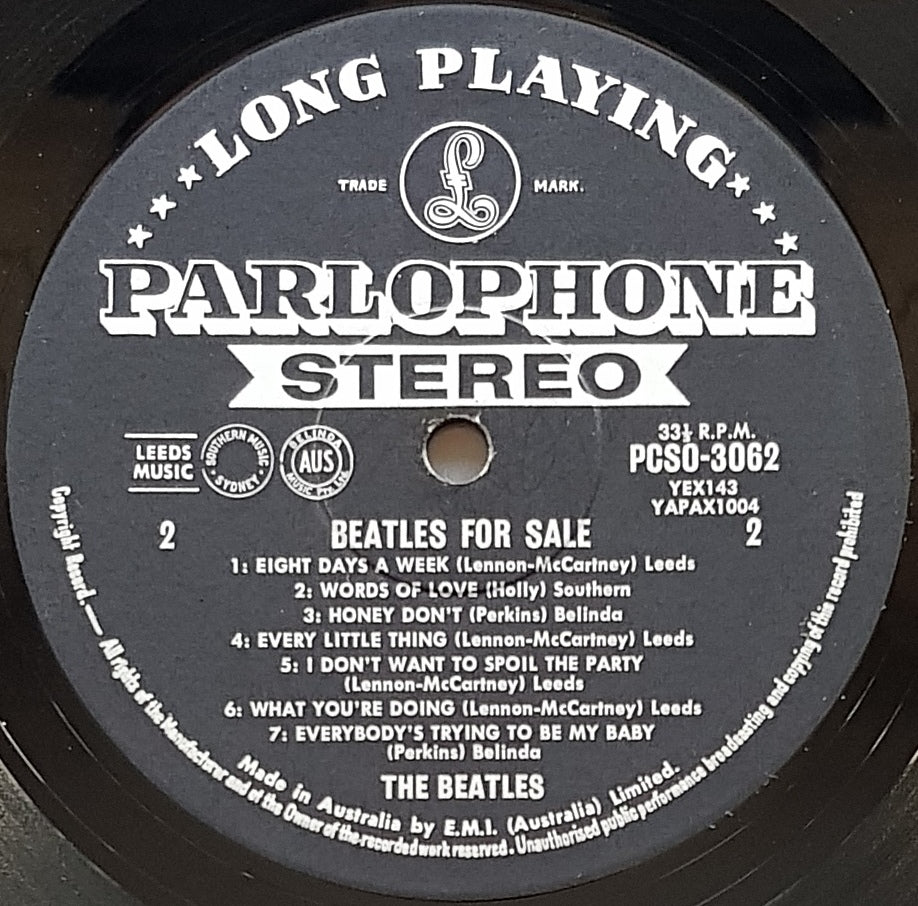 ★★★LONG PLAYING★★★
TRADE £ MARK.
PARLOPHONE
STEREO
LEEDS MUSIC
SOUTHERN MUSIC SYDNEY
BELINDA AUS MUSIC Pty. Ltd.
33⅓ R.P.M.
PCSO-3062
YEX143
YAPAX1004
2
BEATLES FOR SALE
2
1: EIGHT DAYS A WEEK (Lennon-McCartney) Leeds
2: WORDS OF LOVE (Holly) Southern
3: HONEY DON'T (Perkins) Belinda
4: EVERY LITTLE THING (Lennon-McCartney) Leeds
5: I DON'T WANT TO SPOIL THE PARTY
(Lennon-McCartney) Leeds
6: WHAT YOU'RE DOING (Lennon-McCartney) Leeds
7: EVERYBODY'S TRYING TO BE MY BABY
(Perkins) Belinda
THE BEATLES
Made in Australia by E.M.I. (Australia) Limited.
Copyright Record.— All rights of the Manufacturer and of the Owner of the recorded work reserved. Unauthorised public performance broadcasting and copying of this record prohibited